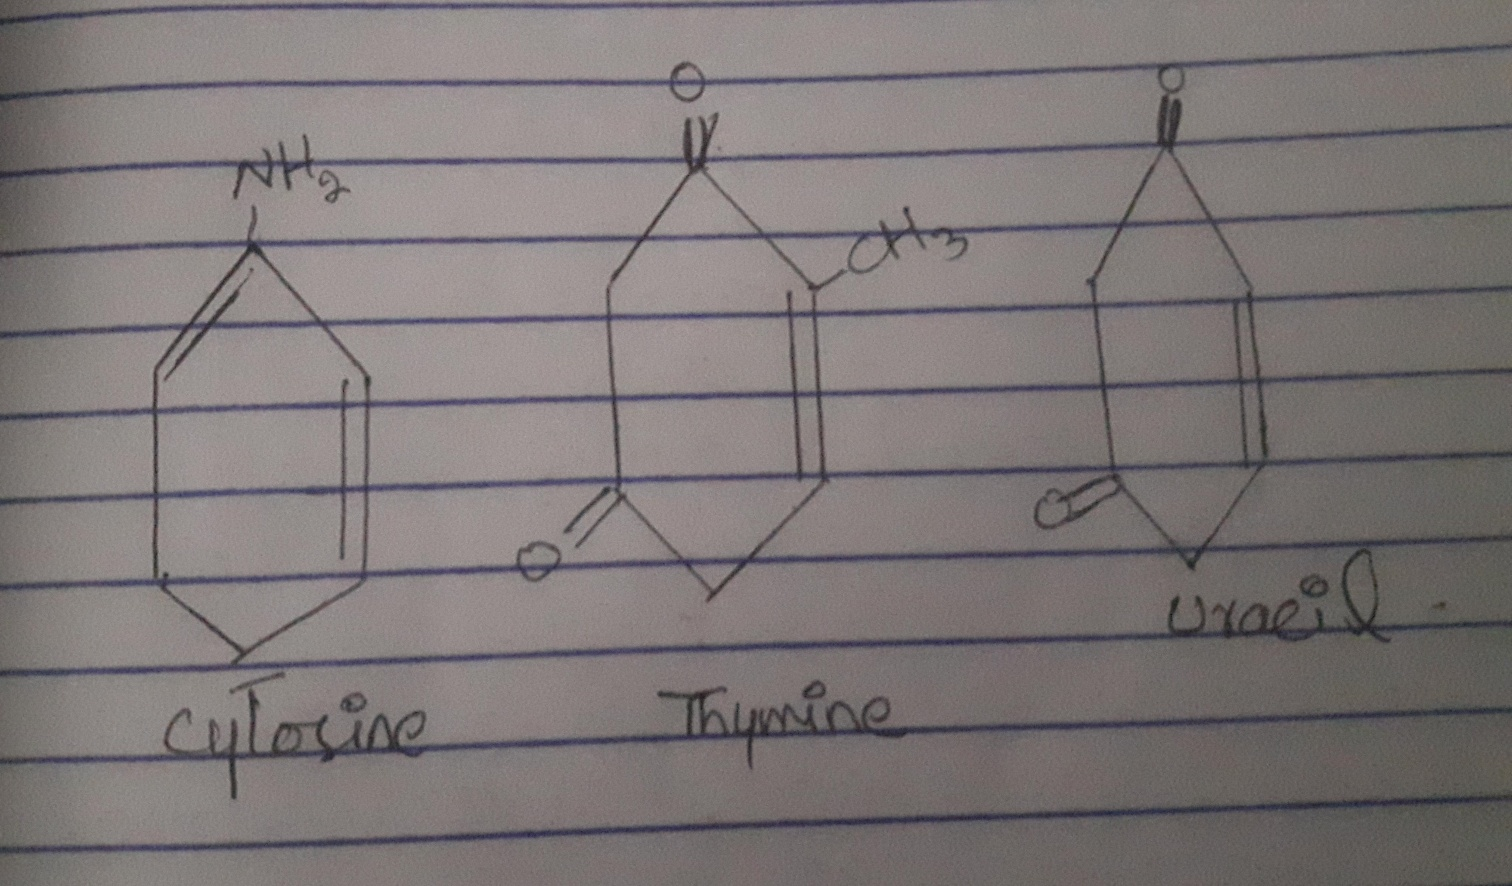 O
O
NH2
CH3
O
O
Uracil
Cytosine
Thymine